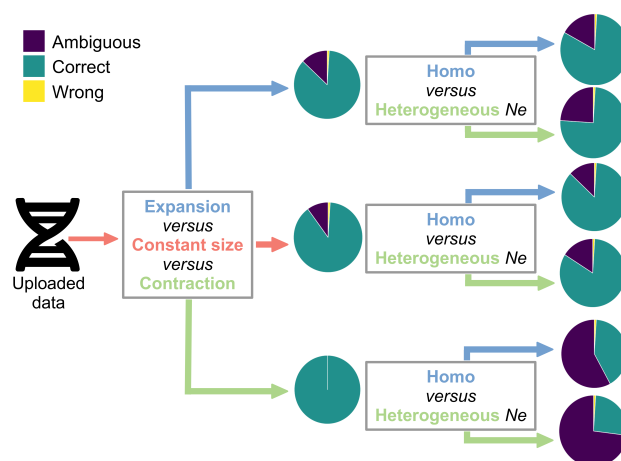 Ambiguous
Correct
Wrong
Homo
versus
Heterogeneous Ne
Expansion
versus
Constant size
versus
Contraction
Uploaded
data
Homo
versus
Heterogeneous Ne
Homo
versus
Heterogeneous Ne